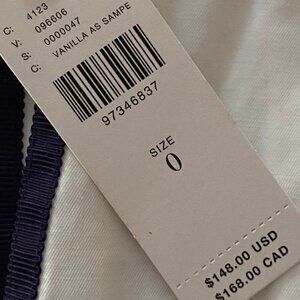 C: 4123
V: 096606
S: 0000047
C: VANILLA AS SAMPE
97346837
SIZE
0
$148.00 USD
$168.00 CAD